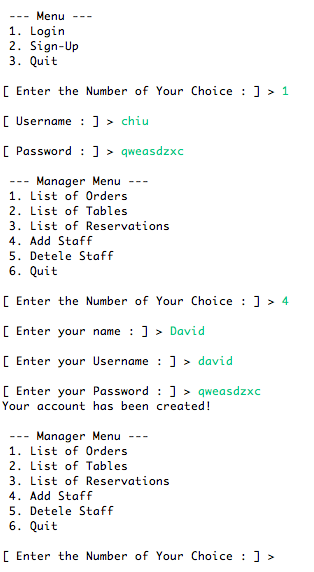 --- Menu ---
1. Login
2. Sign-Up
3. Quit
[ Enter the Number of Your Choice : ] > 1
[ Username : ] > chiu
[ Password : ] > qweasdzxc
--- Manager Menu ---
1. List of Orders
2. List of Tables
3. List of Reservations
4. Add Staff
5. Detele Staff
6. Quit
[ Enter the Number of Your Choice : ] > 4
[ Enter your name : ] > David
[ Enter your Username : ] > david
[ Enter your Password : ] > qweasdzxc
Your account has been created!
--- Manager Menu ---
1. List of Orders
2. List of Tables
3. List of Reservations
4. Add Staff
5. Detele Staff
6. Quit
[ Enter the Number of Your Choice : ] >